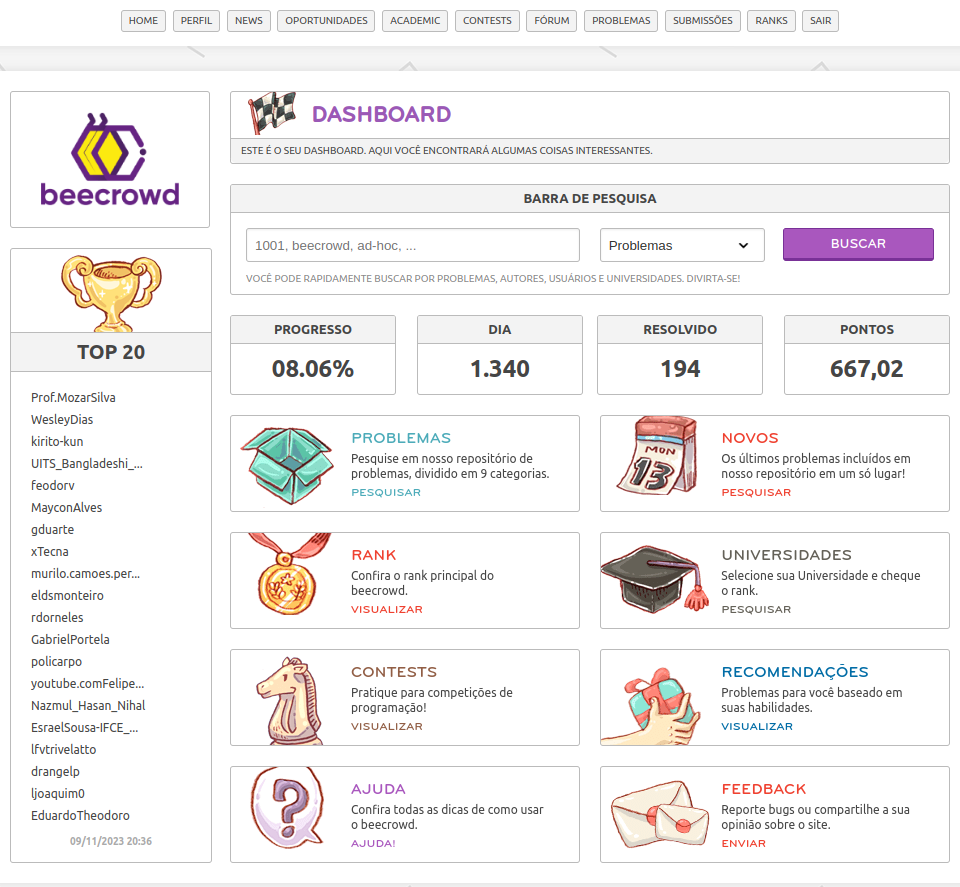 HOME PERFIL NEWS OPORTUNIDADES ACADEMIC CONTESTS FÓRUM PROBLEMAS SUBMISSÕES RANKS SAIR
beecrowd
TOP 20
Prof.MozarSilva
WesleyDias
kirito-kun
UITS_Bangladeshi_...
feodorv
MayconAlves
gduarte
xTecna
murilo.camoes.per...
eldsmonteiro
rdorneles
GabrielPortela
policarpo
youtube.comFelipe...
Nazmul_Hasan_Nihal
EsraelSousa-IFCE_...
lfvtrivelatto
drangelp
ljoaquim0
EduardoTheodoro
09/11/2023 20:36
DASHBOARD
ESTE É O SEU DASHBOARD. AQUI VOCÊ ENCONTRARÁ ALGUMAS COISAS INTERESSANTES.
BARRA DE PESQUISA
1001, beecrowd, ad-hoc, ... Problemas BUSCAR
VOCÊ PODE RAPIDAMENTE BUSCAR POR PROBLEMAS, AUTORES, USUÁRIOS E UNIVERSIDADES. DIVIRTA-SE!
PROGRESSO
08.06%
DIA
1.340
RESOLVIDO
194
PONTOS
667,02
PROBLEMAS
Pesquise em nosso repositório de
problemas, dividido em 9 categorias.
PESQUISAR
MON
13
NOVOS
Os últimos problemas incluídos em
nosso repositório em um só lugar!
PESQUISAR
RANK
Confira o rank principal do
beecrowd.
VISUALIZAR
UNIVERSIDADES
Selecione sua Universidade e cheque
o rank.
PESQUISAR
CONTESTS
Pratique para competições de
programação!
VISUALIZAR
RECOMENDAÇÕES
Problemas para você baseado em
suas habilidades.
VISUALIZAR
?
AJUDA
Confira todas as dicas de como usar
o beecrowd.
AJUDA!
FEEDBACK
Reporte bugs ou compartilhe a sua
opinião sobre o site.
ENVIAR